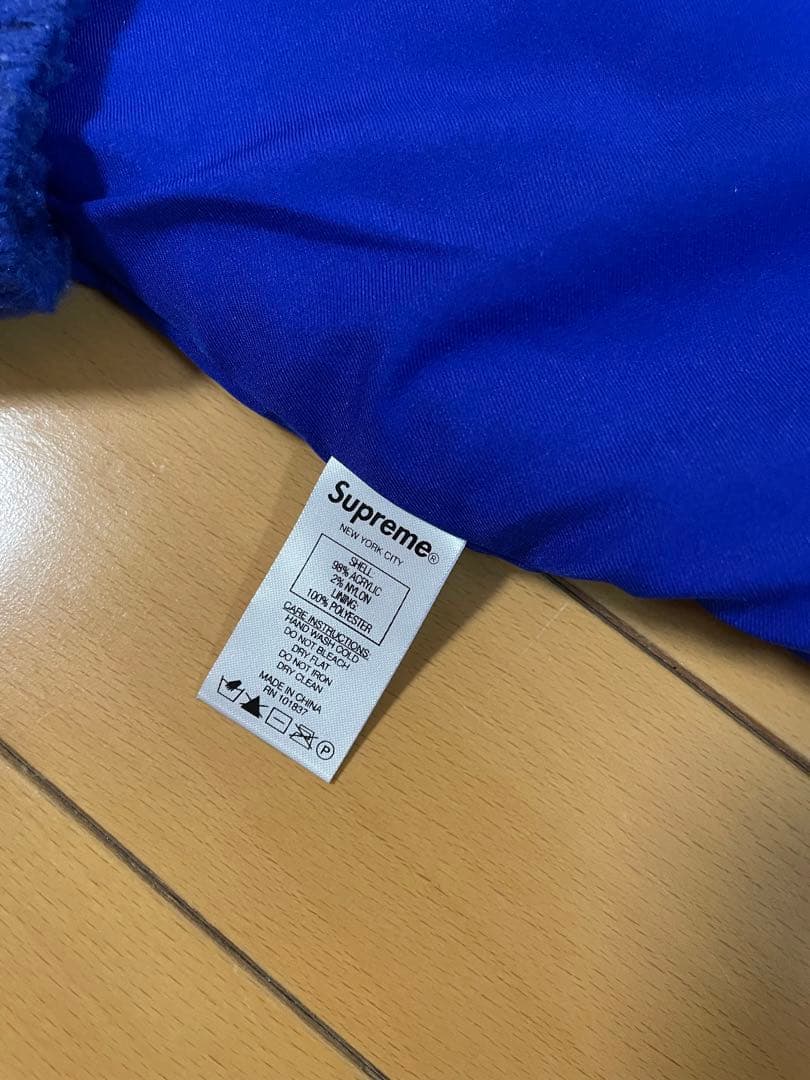 Supreme®
NEW YORK CITY
SHELL:
98% ACRYLIC
2% NYLON
LINING:
100% POLYESTER
CARE INSTRUCTIONS:
HAND WASH COLD
DO NOT BLEACH
DRY FLAT
DO NOT IRON
DRY CLEAN
MADE IN CHINA
RN 101837
P